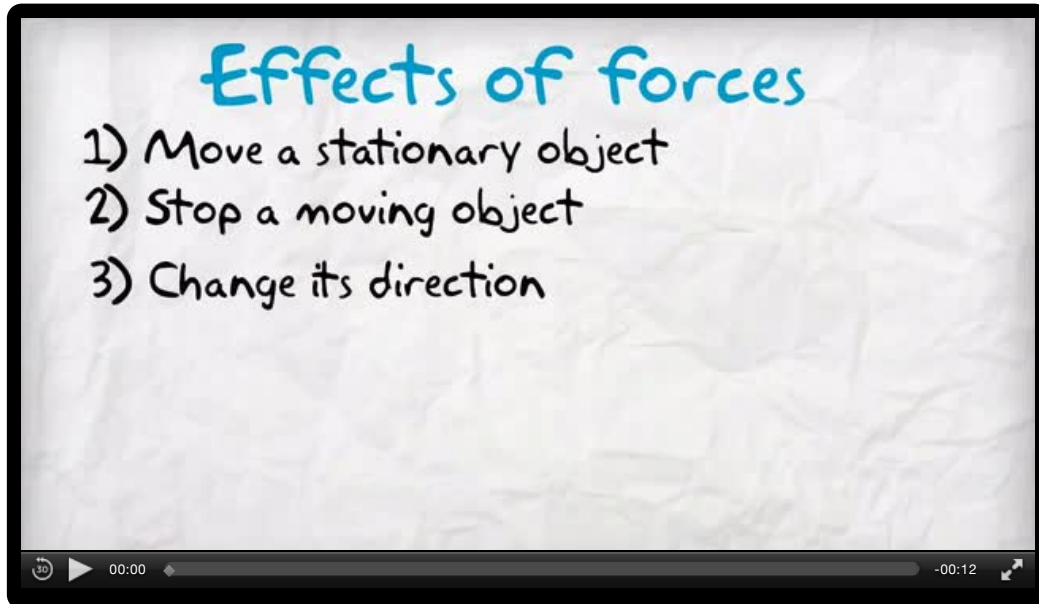 Effects of forces
1) Move a stationary object
2) Stop a moving object
3) Change its direction
30 00:00 -00:12